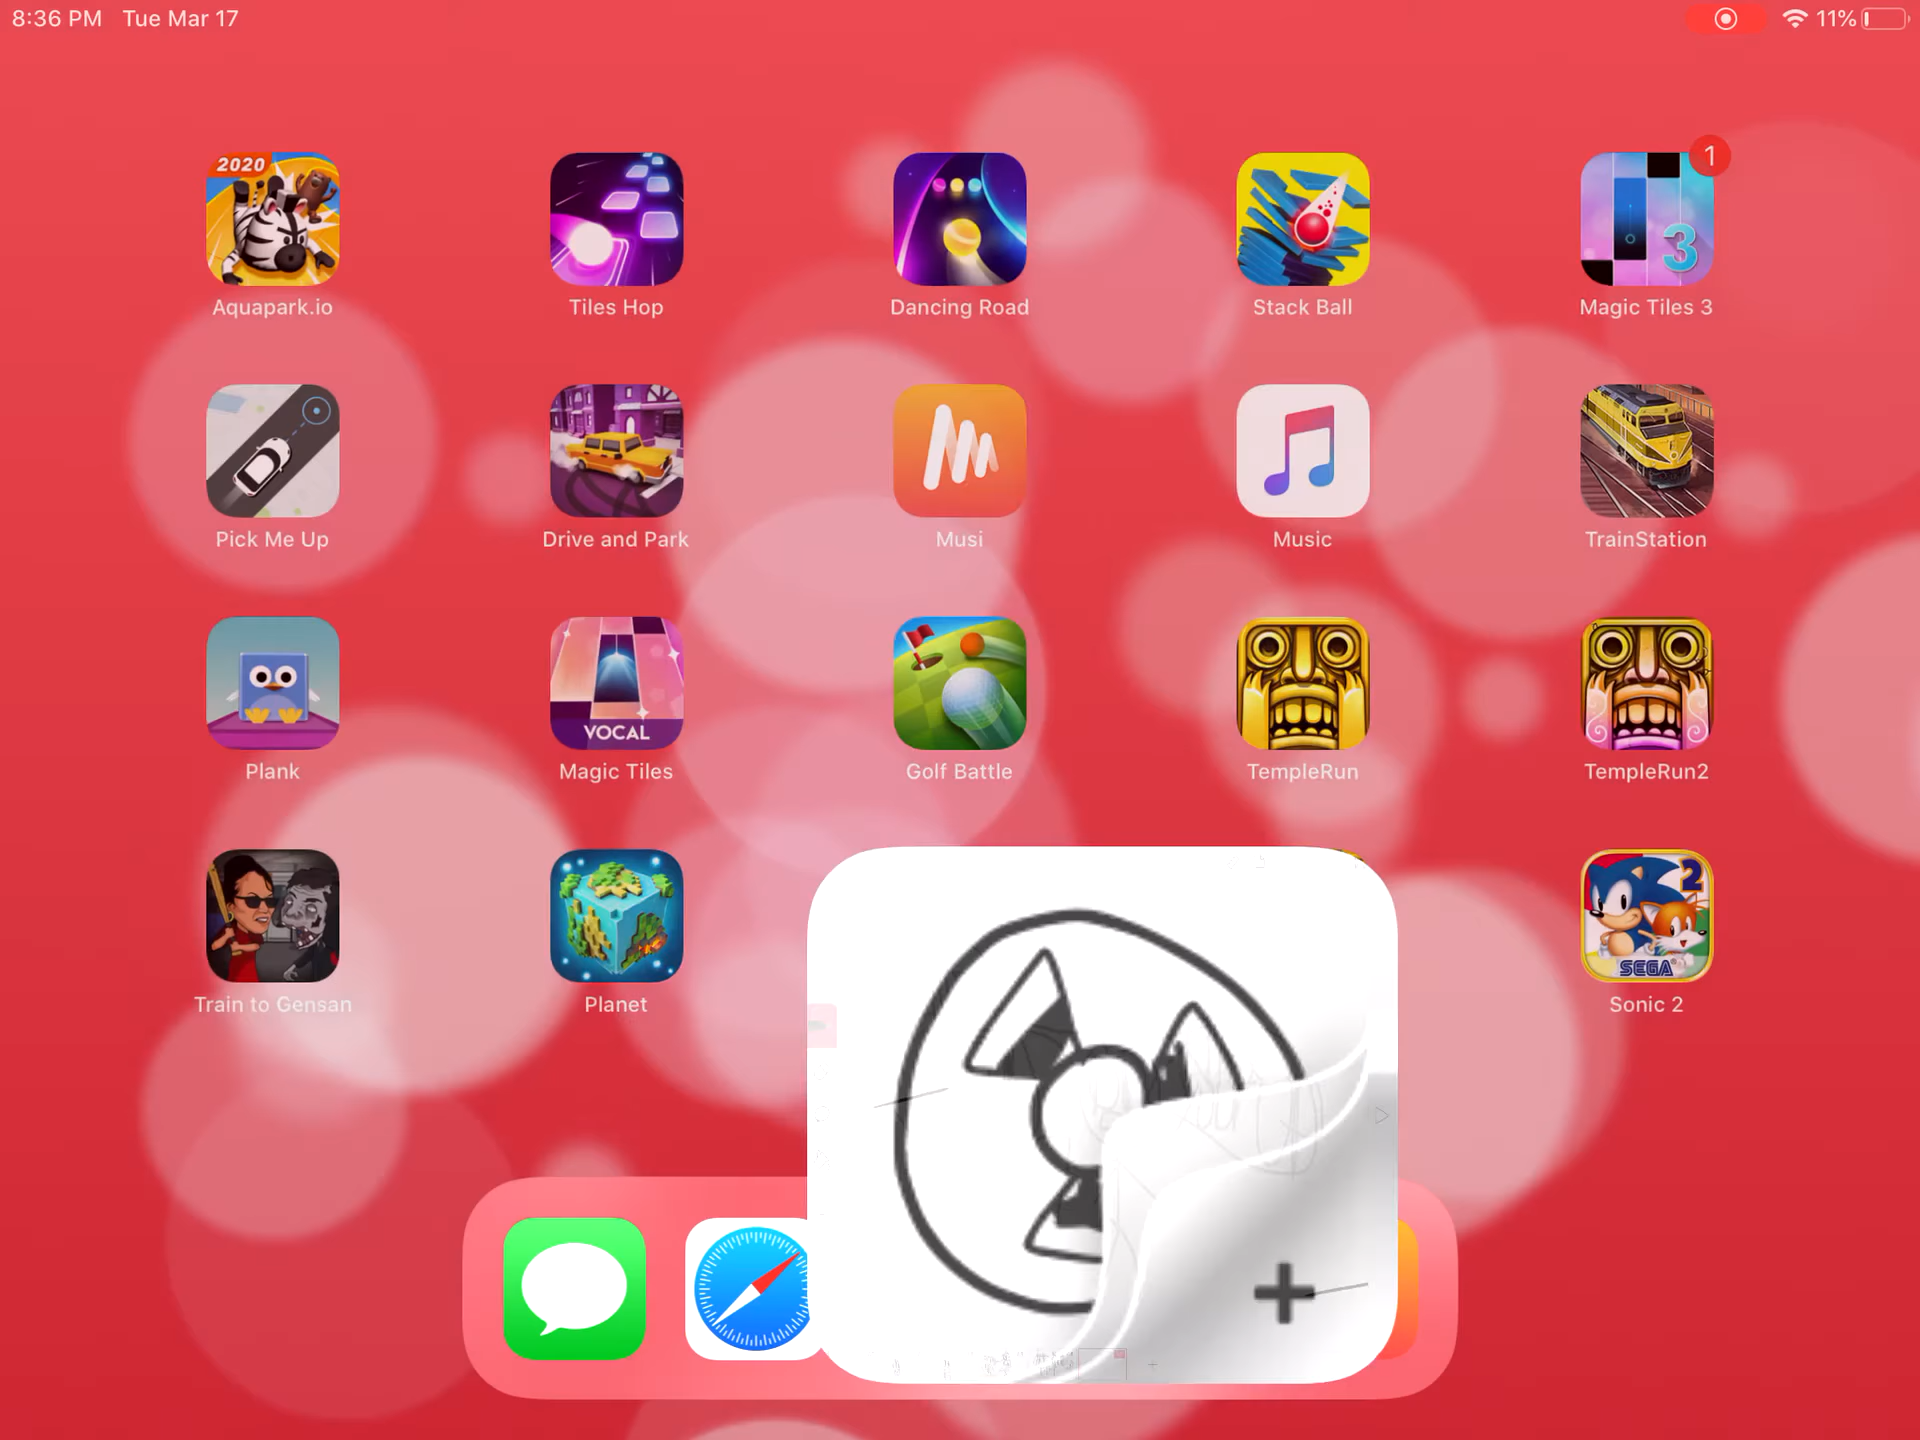 8:36 PM Tue Mar 17 11%
2020
1
3
Aquapark.io Tiles Hop Dancing Road Stack Ball Magic Tiles 3
Pick Me Up Drive and Park Musi Music TrainStation
VOCAL
Plank Magic Tiles Golf Battle TempleRun TempleRun2
2
SEGA
Train to Gensan Planet Sonic 2